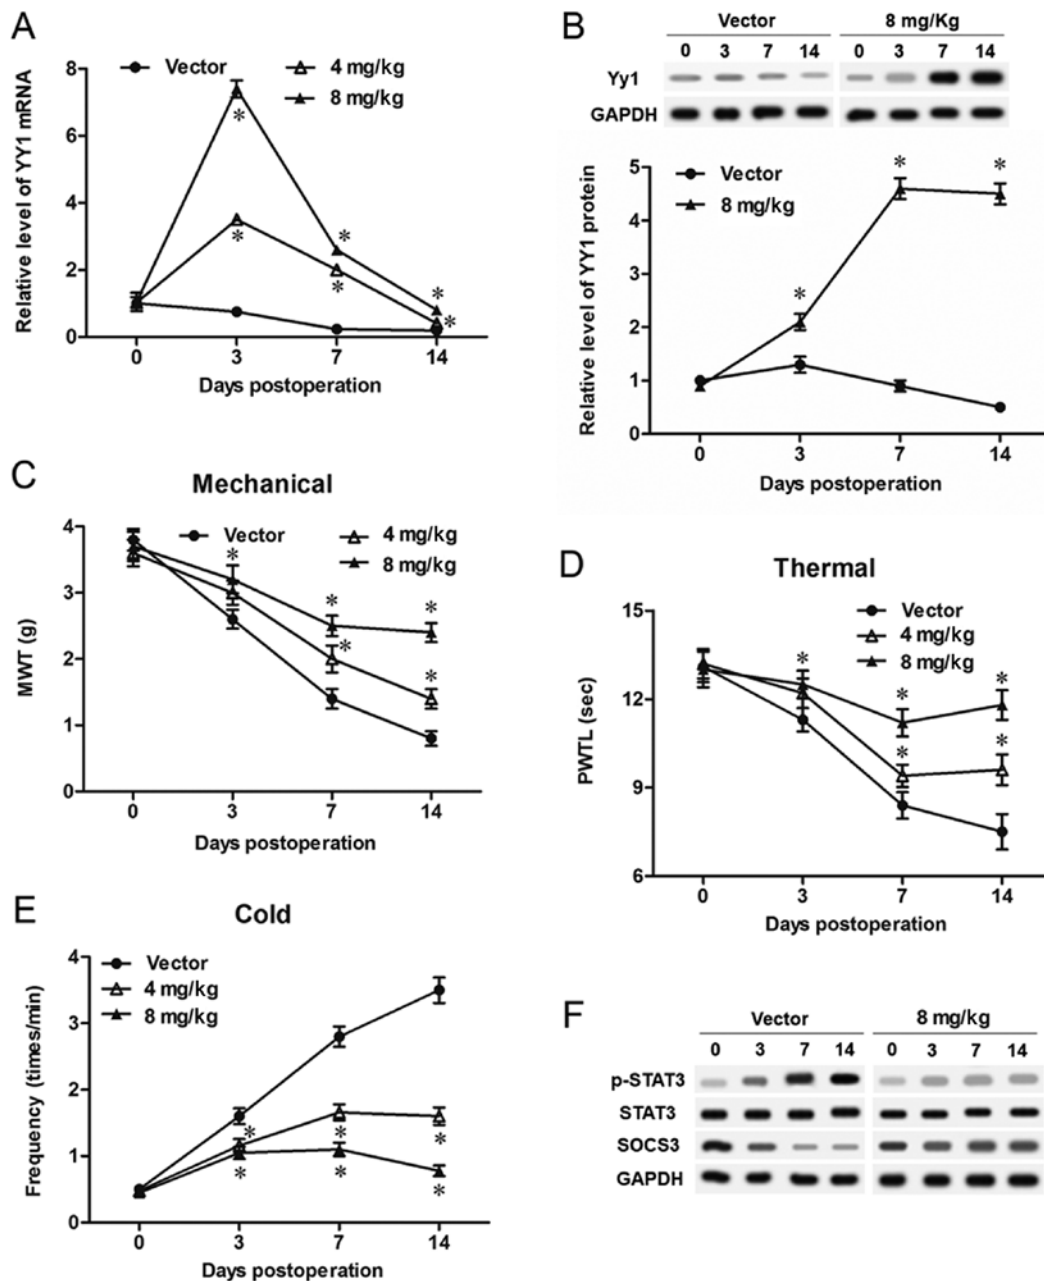 A
Vector
4 mg/kg
8 mg/kg
Relative level of YY1 mRNA
8
6
4
2
0
* * * * * *
0 3 7 14
Days postoperation
B
Vector 8 mg/Kg
0 3 7 14 0 3 7 14
Yy1
GAPDH
Vector
8 mg/kg
Relative level of YY1 protein
5
4
3
2
1
0
* * *
0 3 7 14
Days postoperation
C
Mechanical
Vector
4 mg/kg
8 mg/kg
MWT (g)
4
3
2
1
0
* * * * *
0 3 7 14
Days postoperation
D
Thermal
Vector
4 mg/kg
8 mg/kg
PWTL (sec)
15
12
9
6
* * * * *
0 3 7 14
Days postoperation
E
Cold
Vector
4 mg/kg
8 mg/kg
Frequency (times/min)
4
3
2
1
0
* * * * * *
0 3 7 14
Days postoperation
F
Vector 8 mg/kg
0 3 7 14 0 3 7 14
p-STAT3
STAT3
SOCS3
GAPDH